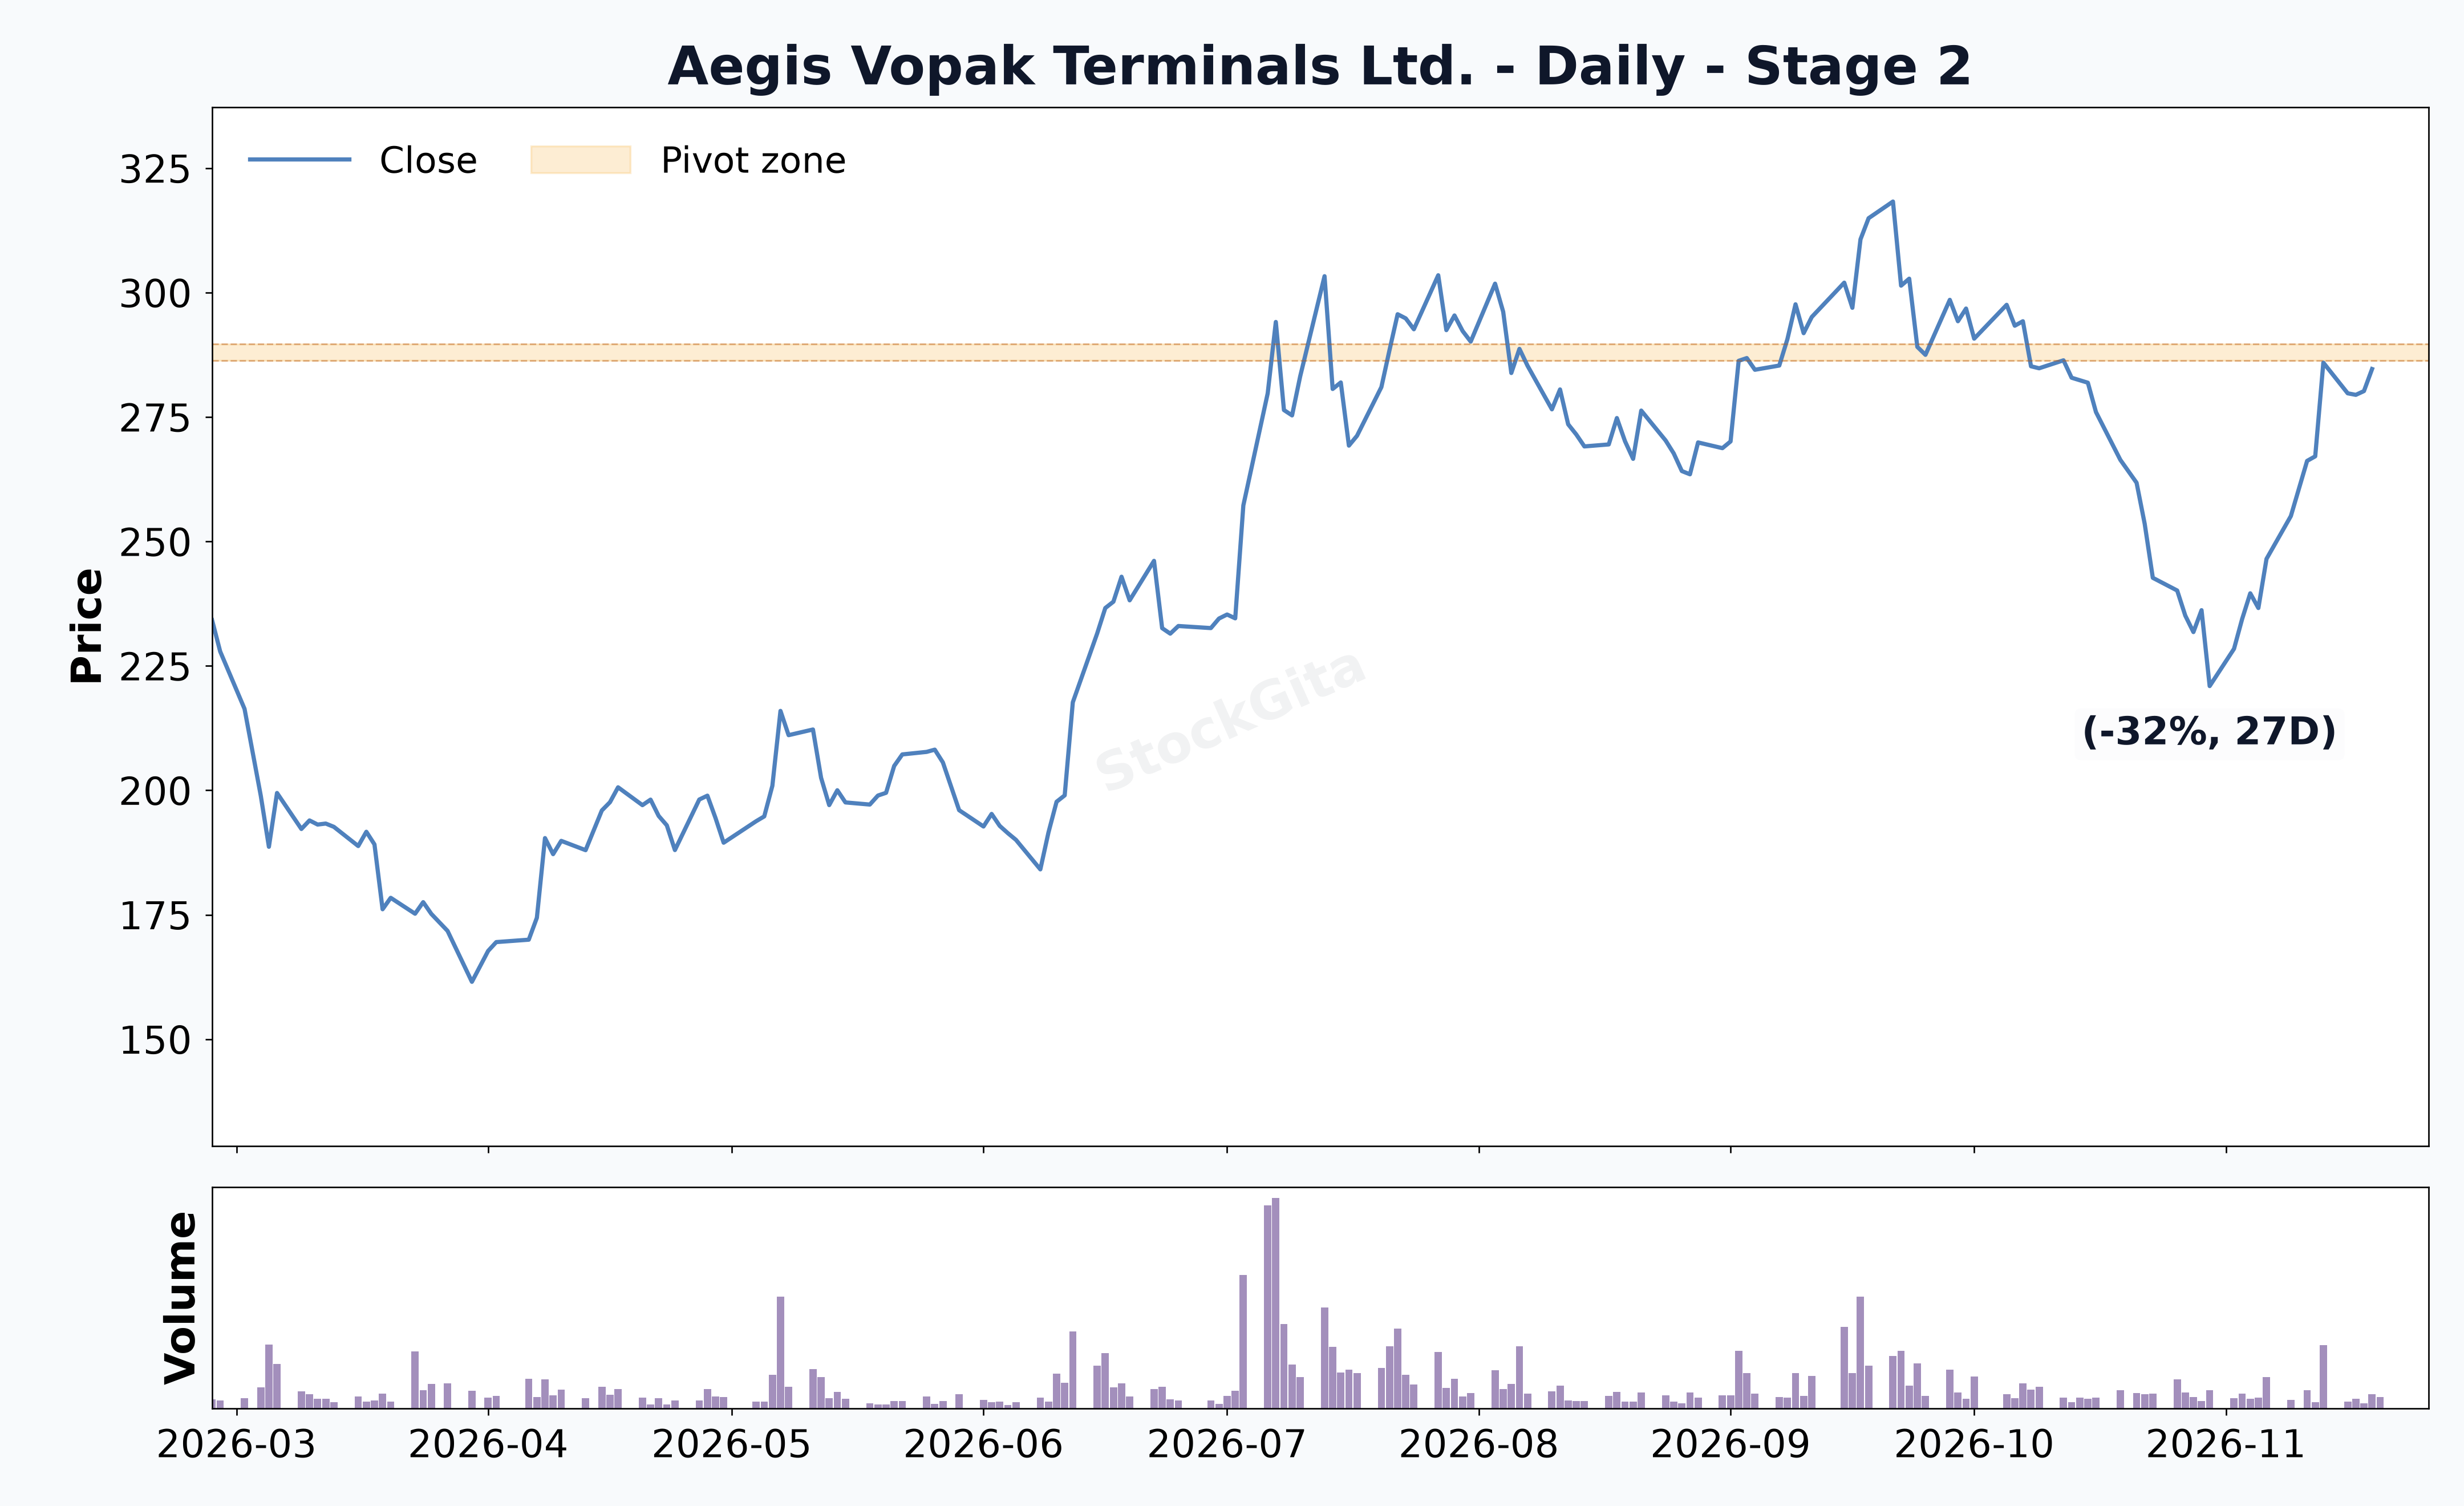 Aegis Vopak Terminals Ltd. - Daily - Stage 2
Close
Pivot zone
325
300
275
250
225
200
175
150
Price
StockGita
(-32%, 27D)
Volume
2026-03
2026-04
2026-05
2026-06
2026-07
2026-08
2026-09
2026-10
2026-11